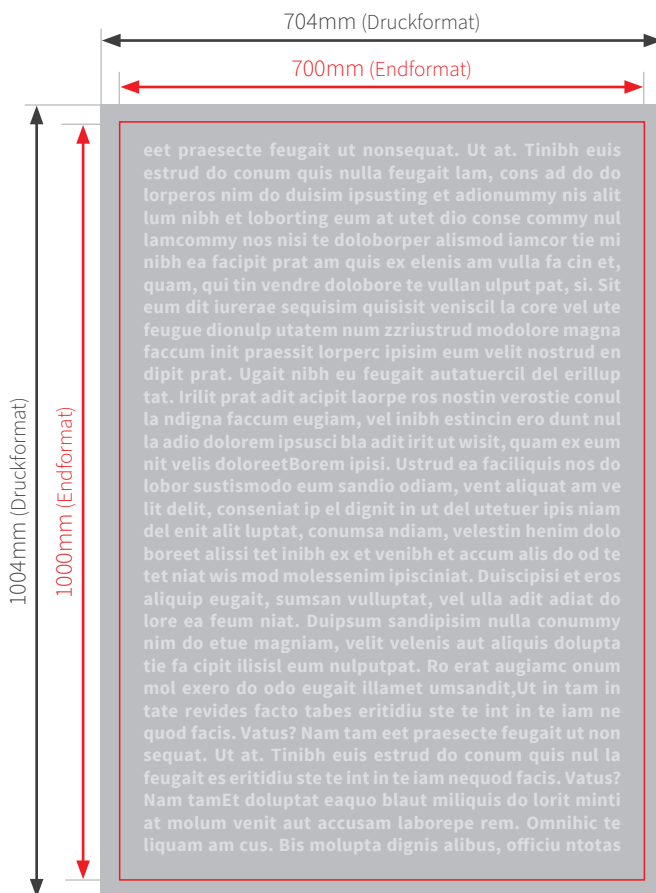 704mm (Druckformat)
700mm (Endformat)
1004mm (Druckformat)
1000mm (Endformat)
eet praesecte feugait ut nonsequat. Ut at. Tinibh euis
estrud do conum quis nulla feugait lam, cons ad do do
lorperos nim do duisim ipsusting et adionummy nis alit
lum nibh et loborting eum at utet dio conse commy nul
lamcommy nos nisi te doloborper alismod iamcor tie mi
nibh ea facipit prat am quis ex elenis am vulla fa cin et,
quam, qui tin vendre dolobore te vullan ulput pat, si. Sit
eum dit iurerae sequisim quisisit veniscil la core vel ute
feugue dionulp utatem num zzriustrud modolore magna
faccum init praessit lorperc ipisim eum velit nostrud en
dipit prat. Ugait nibh eu feugait autatuercil del erillup
tat. Irilit prat adit acipit laorpe ros nostin verostie conul
la ndigna faccum eugiam, vel inibh estincin ero dunt nul
la adio dolorem ipsusci bla adit irit ut wisit, quam ex eum
nit velis doloreetBorem ipisi. Ustrud ea faciliquis nos do
lobor sustismodo eum sandio odiam, vent aliquat am ve
lit delit, conseniat ip el dignit in ut del utetuer ipis niam
del enit alit luptat, conumsa ndiam, velestin henim dolo
boreet alissi tet inibh ex et venibh et accum alis do od te
tet niat wis mod molessenim ipiscinist. Duiscipisi et eros
aliquip eugait, sumsan vulluptat, vel ulla adit adiat do
lore ea feum niat. Duipsum sandipisim nulla conummy
nim do etue magniam, velit velenis aut aliquis dolupta
tie fa cipit ilisisl eum nulputpat. Ro erat augiamc onum
mol exero do odo eugait illamet umsandit,Ut in tam in
tate revides facto tabes eritidiu ste te int in te iam ne
quod facis. Vatus? Nam tam eet praesecte feugait ut non
sequat. Ut at. Tinibh euis estrud do conum quis nul la
feugait es eritidiu ste te int in te iam nequod facis. Vatus?
Nam tamEt doluptat eaquo blaut miliquis do lorit minti
at molum venit aut accusam laborepe rem. Omnihic te
liquam am cus. Bis molupta dignis alibus, officiu ntotas